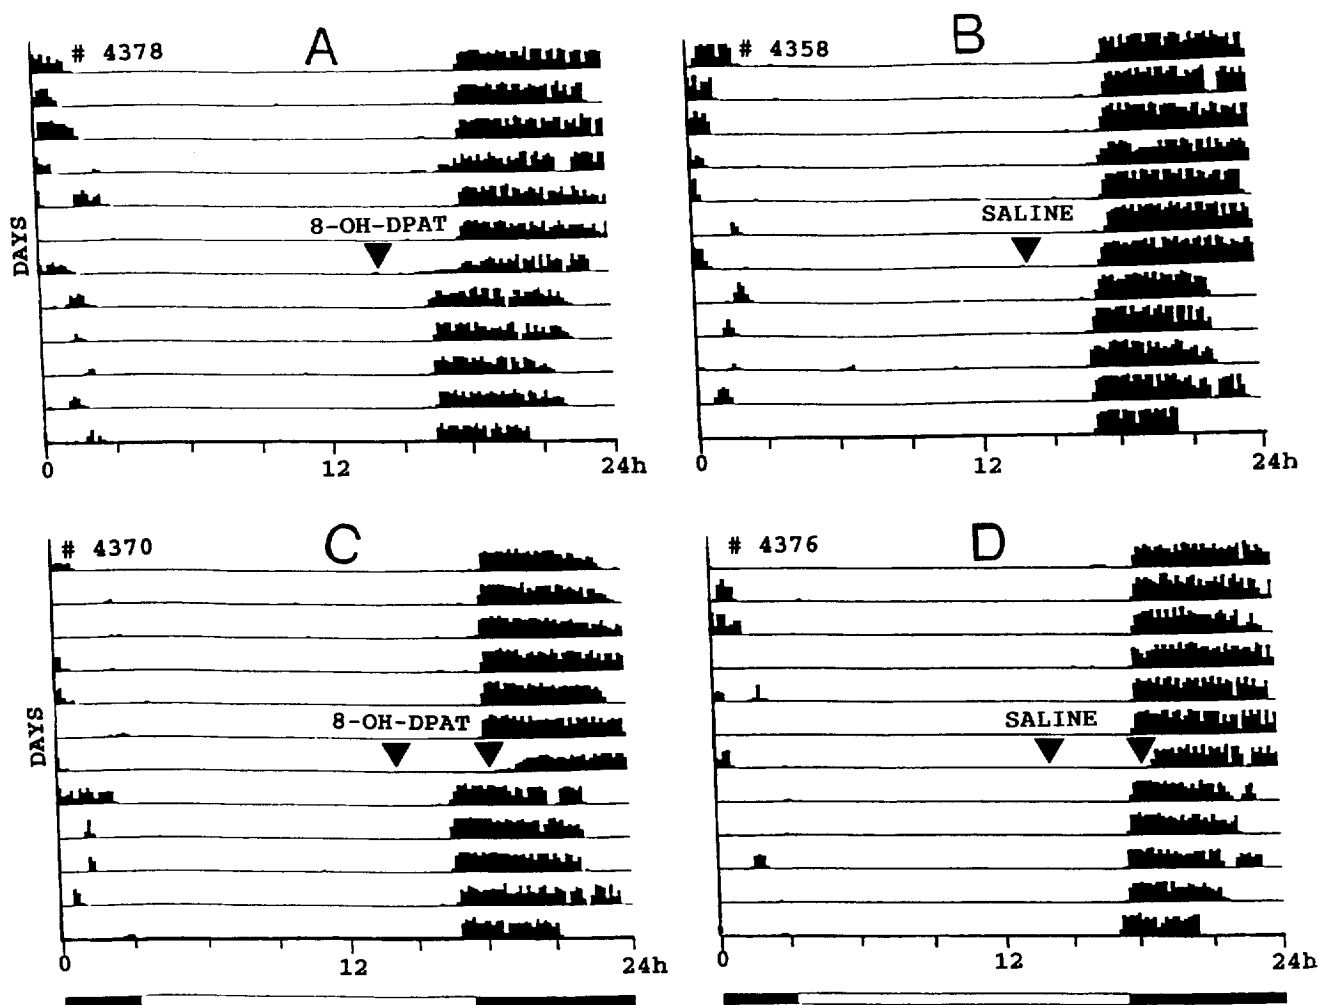 A
B
# 4378
# 4358
8-OH-DPAT
SALINE
DAYS
0 12 24h
0 12 24h
C
D
# 4370
# 4376
8-OH-DPAT
SALINE
DAYS
0 12 24h
0 12 24h